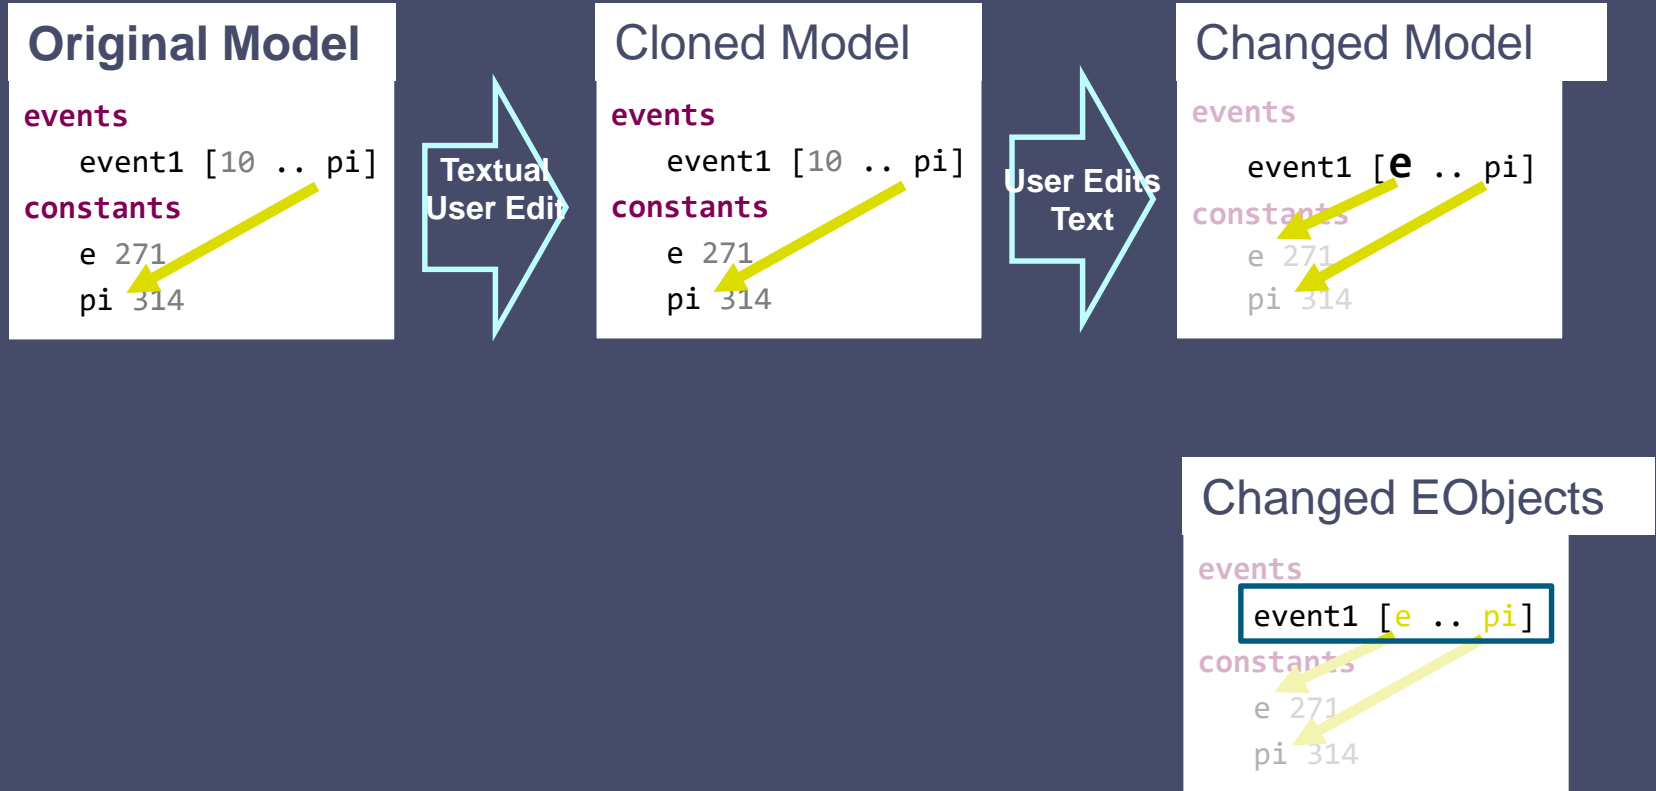 Original Model
events
event1 [10 .. pi]
constants
e 271
pi 314
Textual
User Edit
Cloned Model
events
event1 [10 .. pi]
constants
e 271
pi 314
User Edits
Text
Changed Model
events
event1 [e .. pi]
constants
e 271
pi 314
Changed EObjects
events
event1 [e .. pi]
constants
e 271
pi 314